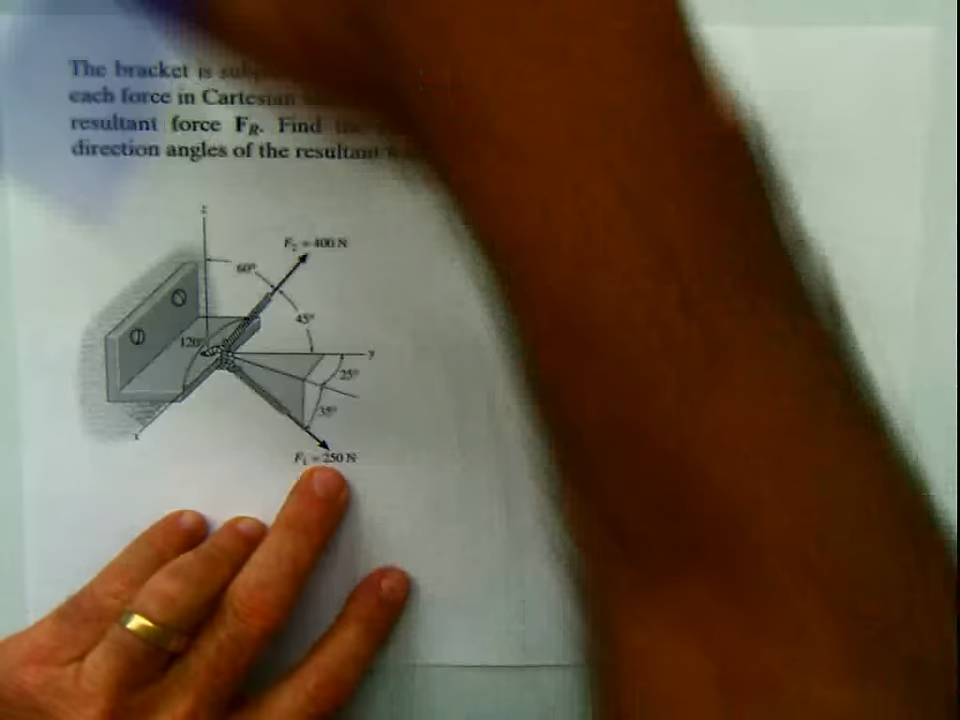 The bracket is
each force in Cartesian
resultant force F_R. Find the
direction angles of the resultant
z
F₂ = 400 N
60°
45°
120°
y
25°
35°
x
F₁ = 250 N